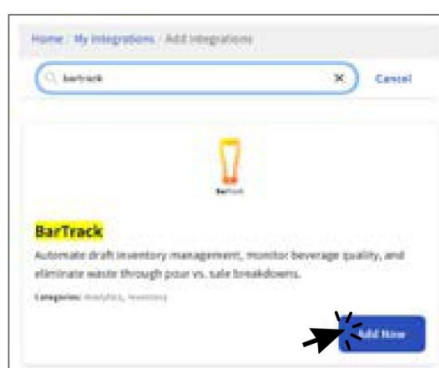 Home / My Integrations / Add Integrations
bartrack
Cancel
BarTrack
BarTrack
Automate draft inventory management, monitor beverage quality, and
eliminate waste through pour vs. sale breakdowns.
Categories: Analytics, Inventory
Add Now